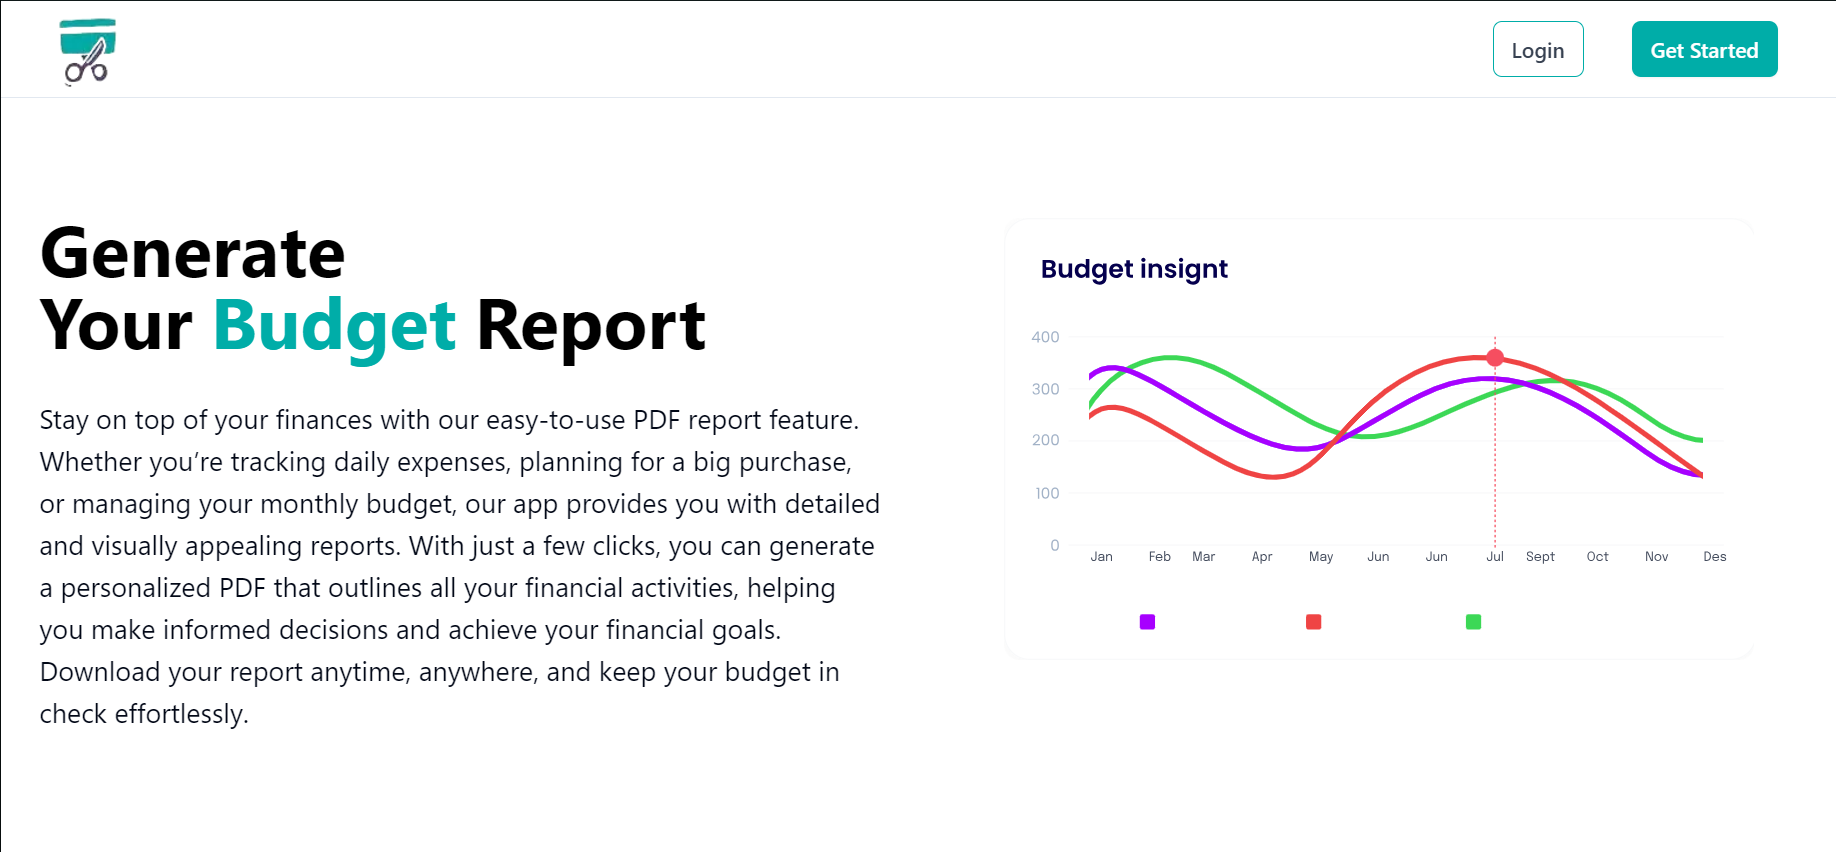 Login
Get Started
Generate
Your Budget Report
Stay on top of your finances with our easy-to-use PDF report feature.
Whether you’re tracking daily expenses, planning for a big purchase,
or managing your monthly budget, our app provides you with detailed
and visually appealing reports. With just a few clicks, you can generate
a personalized PDF that outlines all your financial activities, helping
you make informed decisions and achieve your financial goals.
Download your report anytime, anywhere, and keep your budget in
check effortlessly.
Budget insignt
400
300
200
100
0
Jan Feb Mar Apr May Jun Jun Jul Sept Oct Nov Des